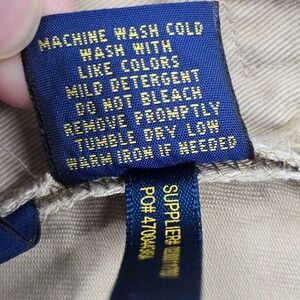 MACHINE WASH COLD
WASH WITH
LIKE COLORS
MILD DETERGENT
DO NOT BLEACH
REMOVE PROMPTLY
TUMBLE DRY LOW
WARM IRON IF NEEDED
SUPPLIER#
PO#